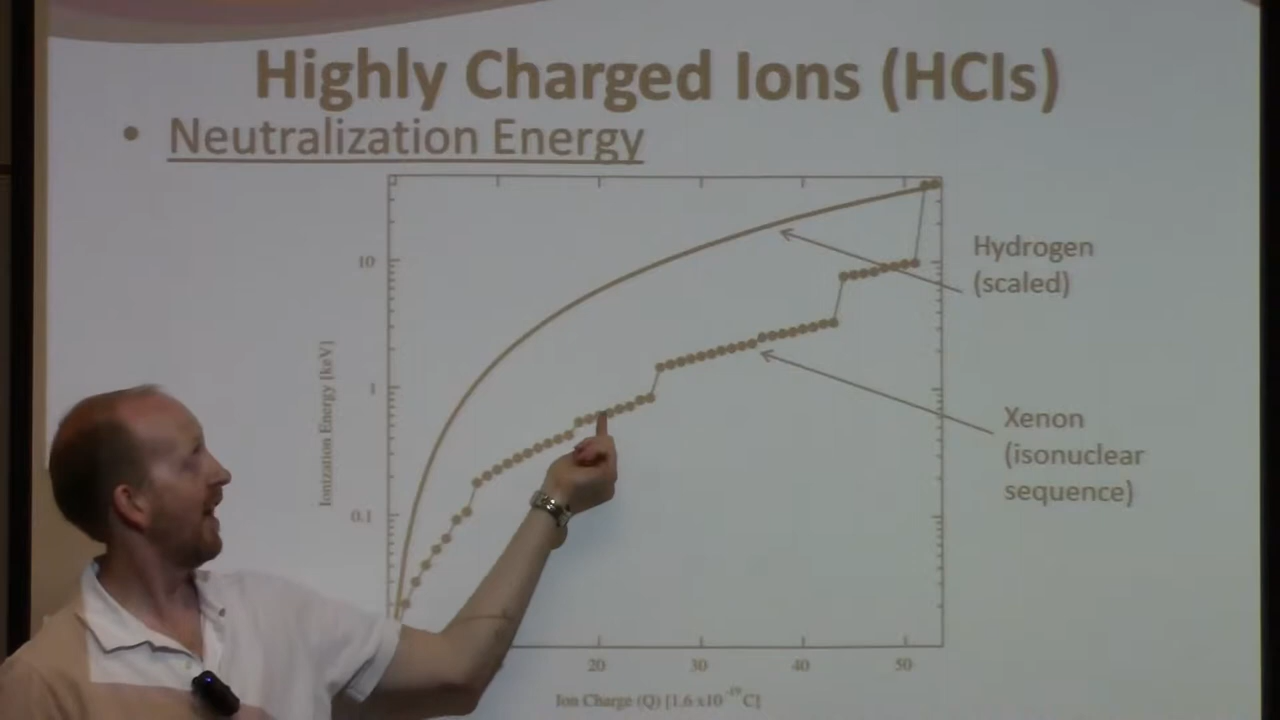 Highly Charged Ions (HCIs)
• Neutralization Energy
Hydrogen
(scaled)
Xenon
(isonuclear
sequence)
Ionization Energy [keV]
10
1
0.1
20
30
40
50
Ion Charge (Q) [1.6 x10⁻¹⁹ C]